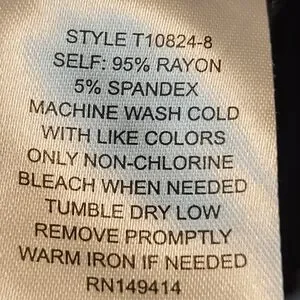 STYLE T10824-8
SELF: 95% RAYON
5% SPANDEX
MACHINE WASH COLD
WITH LIKE COLORS
ONLY NON-CHLORINE
BLEACH WHEN NEEDED
TUMBLE DRY LOW
REMOVE PROMPTLY
WARM IRON IF NEEDED
RN149414